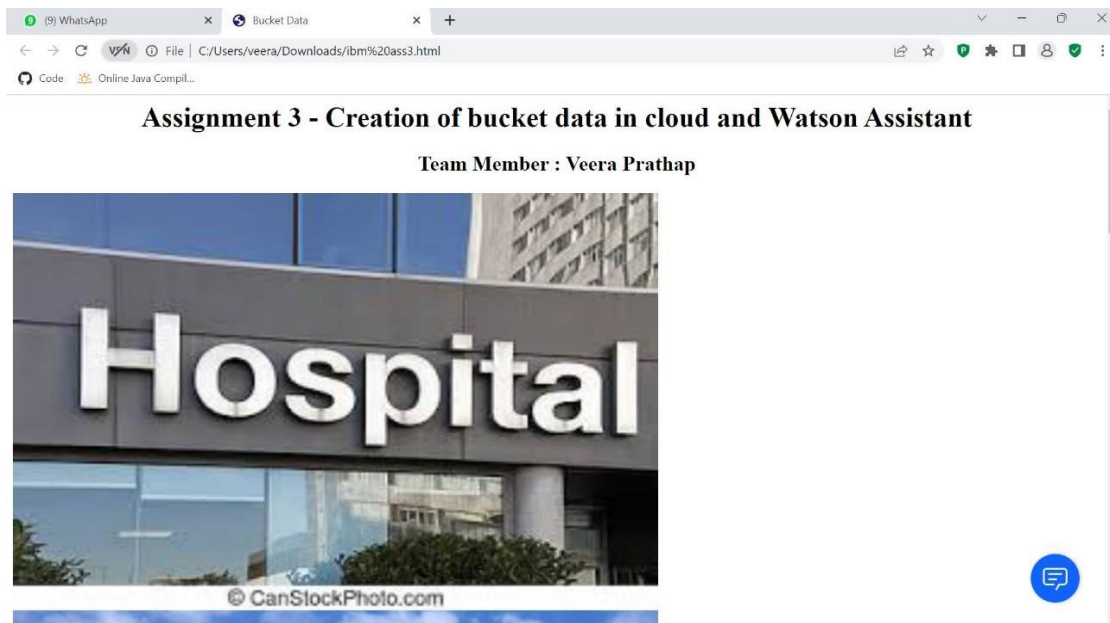 (9) WhatsApp
Bucket Data
VPN File | C:/Users/veera/Downloads/ibm%20ass3.html
Code Online Java Compil...
Assignment 3 - Creation of bucket data in cloud and Watson Assistant
Team Member : Veera Prathap
Hospital
© CanStockPhoto.com